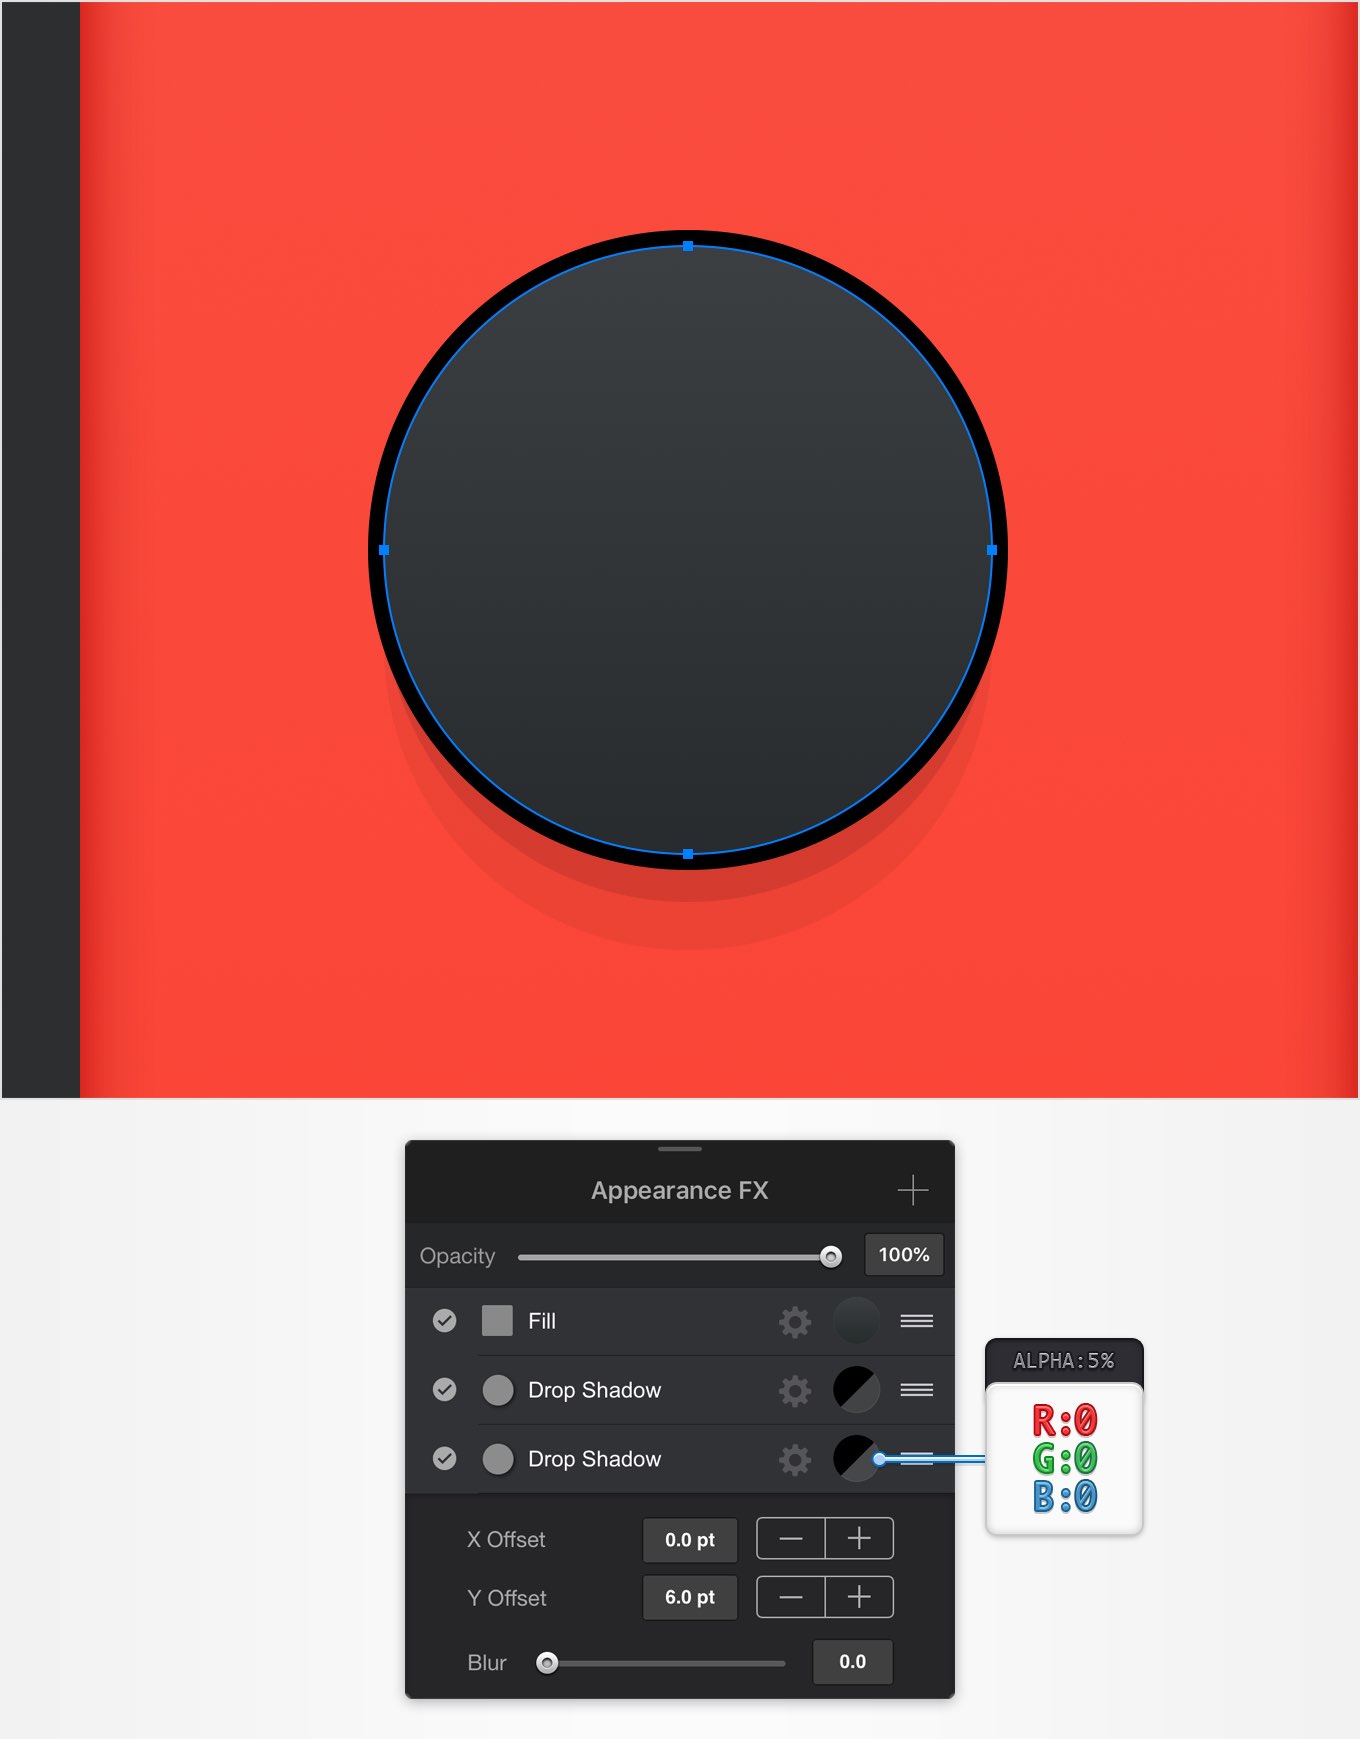 Appearance FX
Opacity 100%
Fill
Drop Shadow
Drop Shadow
ALPHA:5%
R:0
G:0
B:0
X Offset 0.0 pt
Y Offset 6.0 pt
Blur 0.0